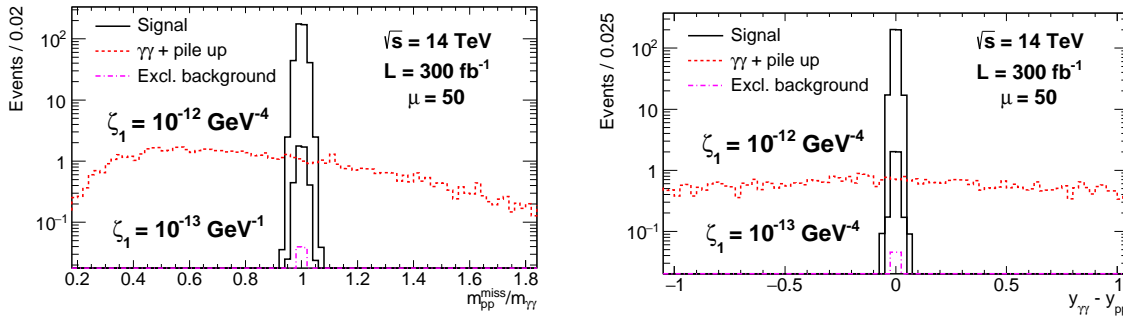 Events / 0.02
10²
10
1
10⁻¹
Signal
γγ + pile up
Excl. background
√s = 14 TeV
L = 300 fb⁻¹
μ = 50
ζ₁ = 10⁻¹² GeV⁻⁴
ζ₁ = 10⁻¹³ GeV⁻¹
0.2 0.4 0.6 0.8 1 1.2 1.4 1.6 1.8
m_pp^miss/m_γγ
Events / 0.025
10²
10
1
10⁻¹
Signal
γγ + pile up
Excl. background
√s = 14 TeV
L = 300 fb⁻¹
μ = 50
ζ₁ = 10⁻¹² GeV⁻⁴
ζ₁ = 10⁻¹³ GeV⁻⁴
−1 −0.5 0 0.5 1
y_γγ - y_pp